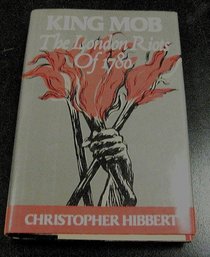 KING MOB
The London Riots
Of 1780
CHRISTOPHER HIBBERT